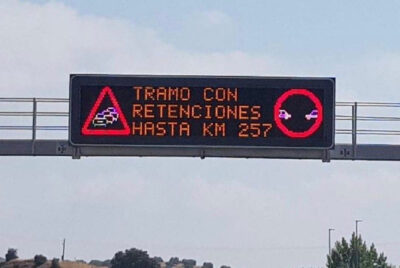 TRAMO CON
RETENCIONES
HASTA KM 257